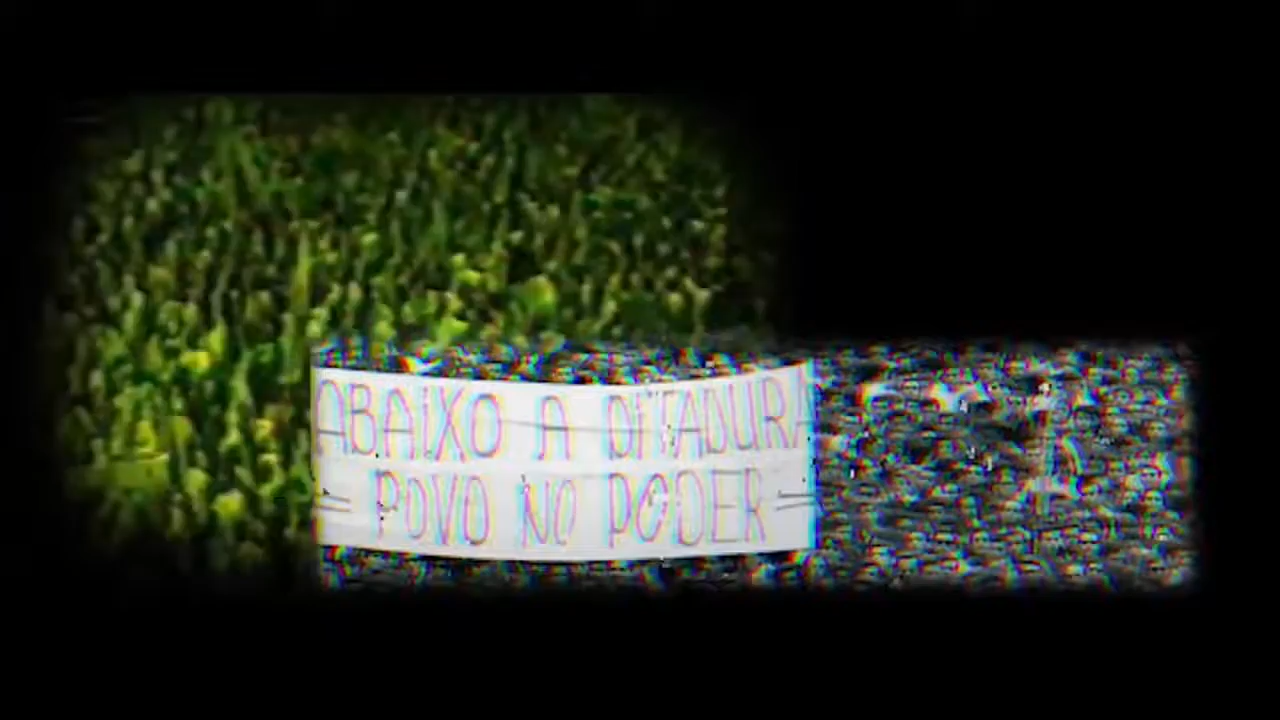 ABAIXO A DITADURA
= POVO NO PODER =